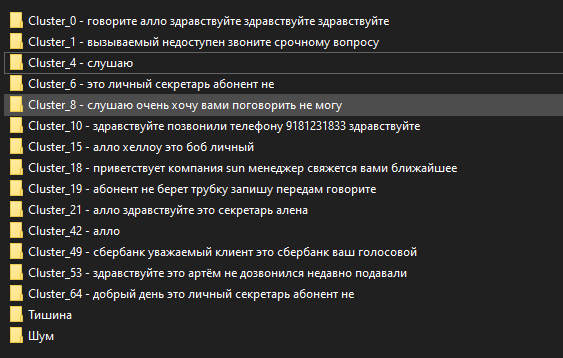 Cluster_0 - говорите алло здравствуйте здравствуйте здравствуйте
Cluster_1 - вызываемый недоступен звоните срочному вопросу
Cluster_4 - слушаю
Cluster_6 - это личный секретарь абонент не
Cluster_8 - слушаю очень хочу вами поговорить не могу
Cluster_10 - здравствуйте позвонили телефону 9181231833 здравствуйте
Cluster_15 - алло хеллоу это боб личный
Cluster_18 - приветствует компания sun менеджер свяжется вами ближайшее
Cluster_19 - абонент не берет трубку запишу передам говорите
Cluster_21 - алло здравствуйте это секретарь алена
Cluster_42 - алло
Cluster_49 - сбербанк уважаемый клиент это сбербанк ваш голосовой
Cluster_53 - здравствуйте это артём не дозвонился недавно подавали
Cluster_64 - добрый день это личный секретарь абонент не
Тишина
Шум